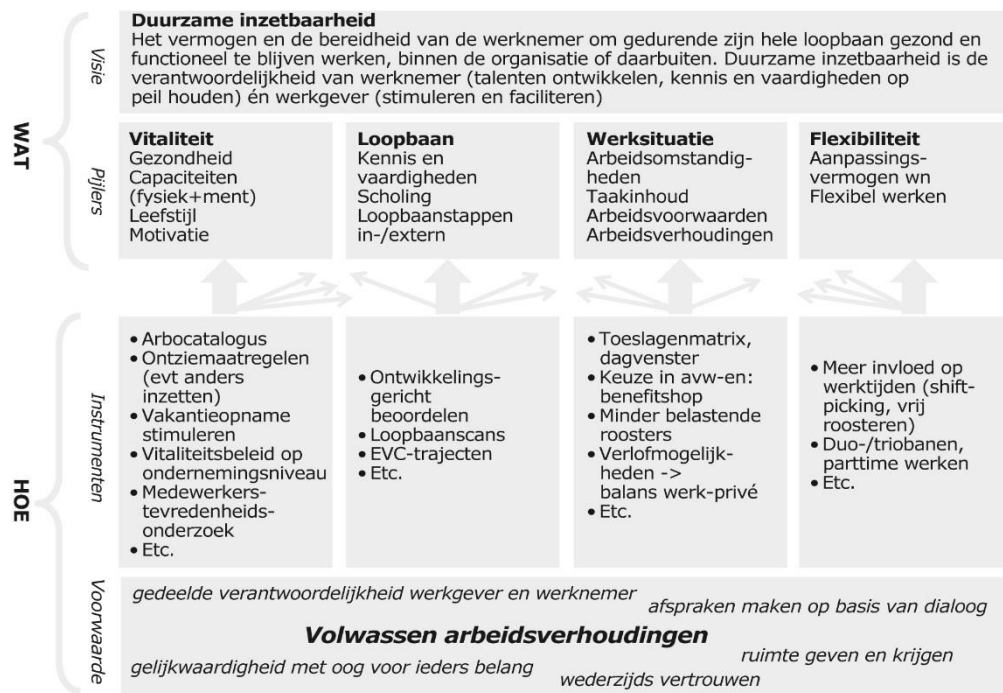 WAT
Visie
Duurzame inzetbaarheid
Het vermogen en de bereidheid van de werknemer om gedurende zijn hele loopbaan gezond en
functioneel te blijven werken, binnen de organisatie of daarbuiten. Duurzame inzetbaarheid is de
verantwoordelijkheid van werknemer (talenten ontwikkelen, kennis en vaardigheden op
peil houden) én werkgever (stimuleren en faciliteren)
Pijlers
Vitaliteit
Gezondheid
Capaciteiten
(fysiek+ment)
Leefstijl
Motivatie
Loopbaan
Kennis en
vaardigheden
Scholing
Loopbaanstappen
in-/extern
Werksituatie
Arbeidsomstandig-
heden
Taakinhoud
Arbeidsvoorwaarden
Arbeidsverhoudingen
Flexibiliteit
Aanpassings-
vermogen wn
Flexibel werken
HOE
Instrumenten
• Arbocatalogus
• Ontziemaatregelen
(evt anders
inzetten)
• Vakantieopname
stimuleren
• Vitaliteitsbeleid op
ondernemingsniveau
• Medewerkers-
tevredenheids-
onderzoek
• Etc.
• Ontwikkelings-
gericht
beoordelen
• Loopbaanscans
• EVC-trajecten
• Etc.
• Toeslagenmatrix,
dagvenster
• Keuze in avw-en:
benefitshop
• Minder belastende
roosters
• Verlofmogelijk-
heden ->
balans werk-privé
• Etc.
• Meer invloed op
werktijden (shift-
picking, vrij
roosteren)
• Duo-/triobanen,
parttime werken
• Etc.
Voorwaarde
gedeelde verantwoordelijkheid werkgever en werknemer
afspraken maken op basis van dialoog
Volwassen arbeidsverhoudingen
ruimte geven en krijgen
gelijkwaardigheid met oog voor ieders belang
wederzijds vertrouwen